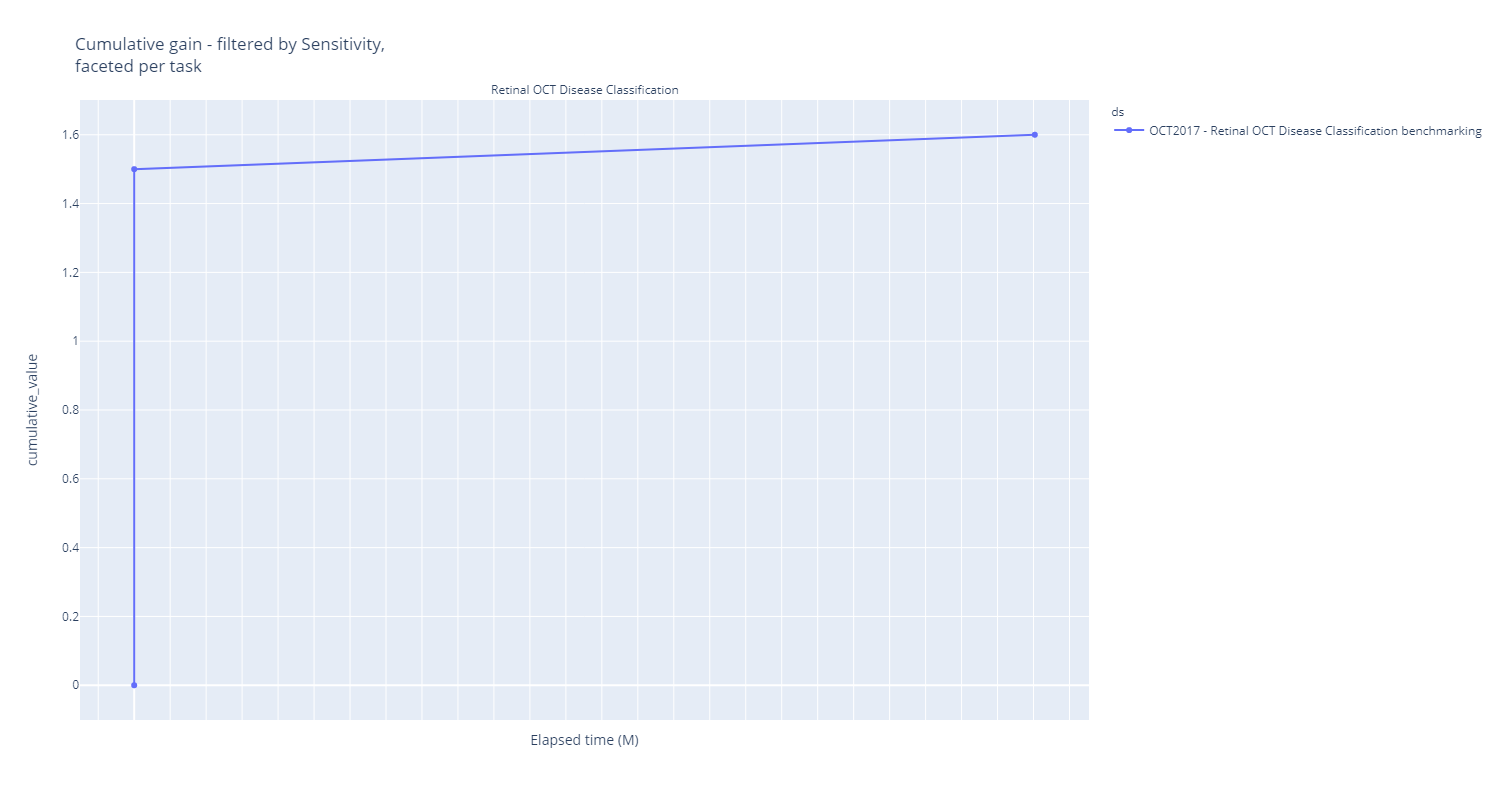 Cumulative gain - filtered by Sensitivity,
faceted per task
Retinal OCT Disease Classification
ds
OCT2017 - Retinal OCT Disease Classification benchmarking
1.6
1.4
1.2
1
0.8
0.6
0.4
0.2
0
cumulative_value
Elapsed time (M)